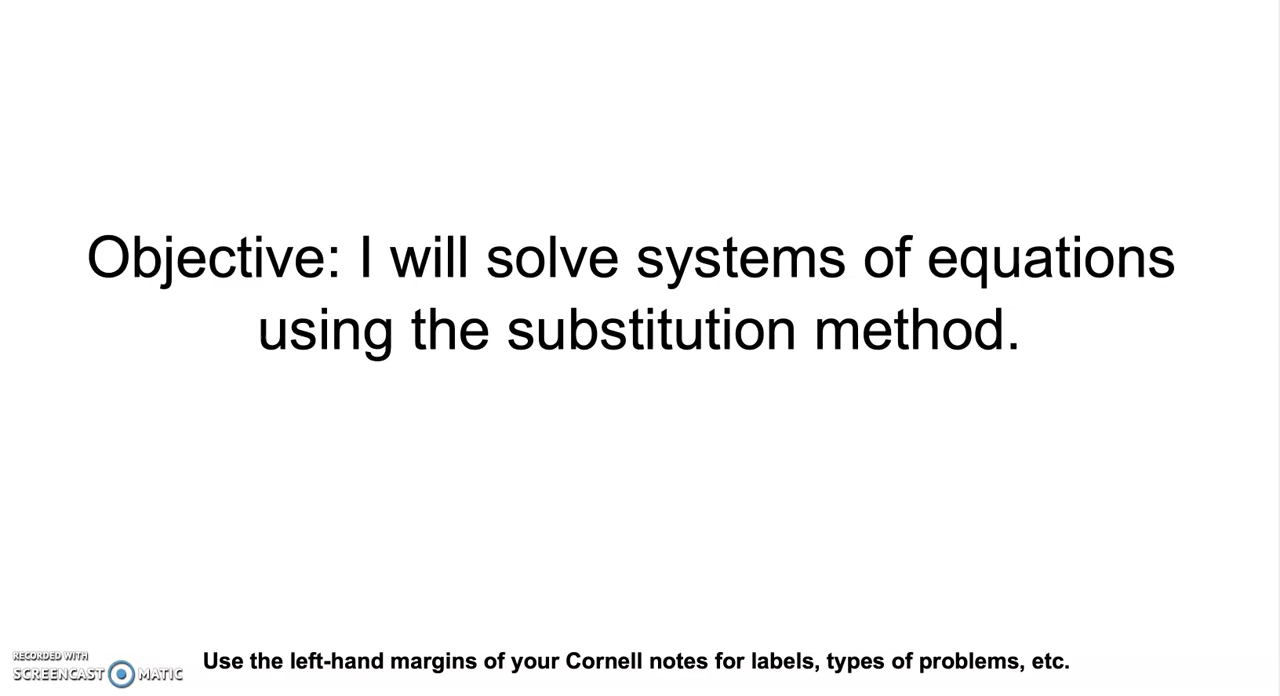 Objective: I will solve systems of equations
using the substitution method.
RECORDED WITH
SCREENCAST MATIC
Use the left-hand margins of your Cornell notes for labels, types of problems, etc.